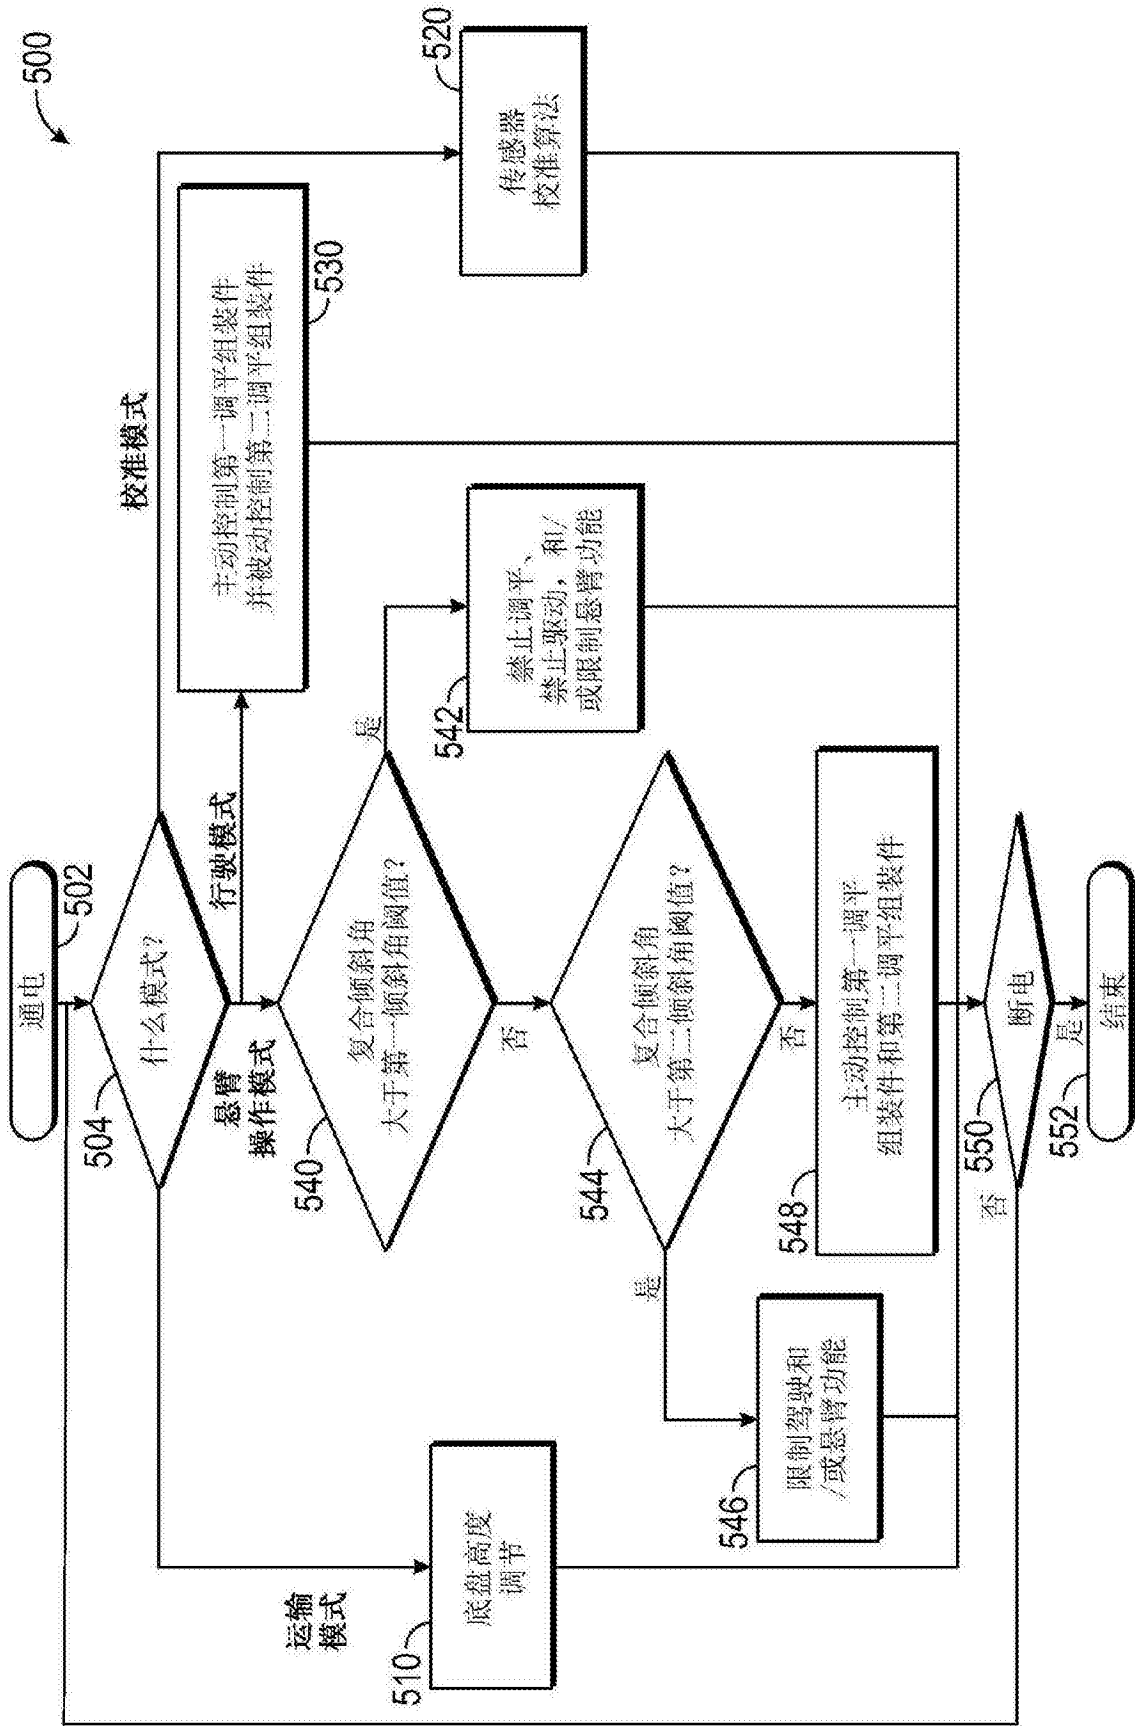 500
通电
502
什么模式?
504
校准模式
行驶模式
悬臂
操作模式
运输
模式
主动控制第一调平组装件
并被动控制第二调平组装件
530
传感器
校准算法
520
底盘高度
调节
510
复合倾斜角
大于第一倾斜角阈值?
540
是
否
禁止调平、
禁止驱动，和/
或限制悬臂功能
542
复合倾斜角
大于第二倾斜角阈值?
544
是
否
限制驾驶和
/或悬臂功能
546
主动控制第一调平
组装件和第二调平组装件
548
断电
550
否
是
结束
552